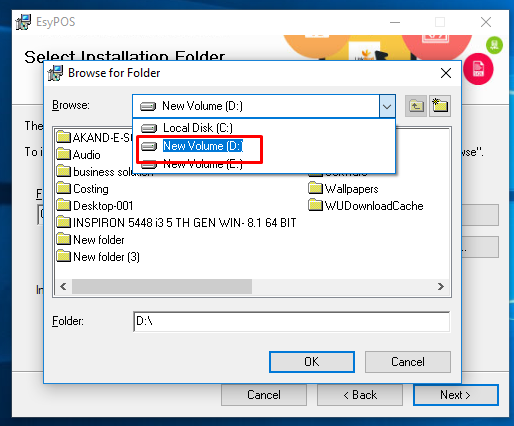 EsyPOS
Select Installation Folder
Browse for Folder
Browse: New Volume (D:)
Local Disk (C:)
New Volume (D:)
New Volume (E:)
The
To i
wse".
AKAND-E-S
Audio
business solution
Costing
Desktop-001
INSPIRON 5448 i3 5 TH GEN WIN- 8.1 64 BIT
New folder
New folder (3)
Wallpapers
WUDownloadCache
Folder: D:\
OK Cancel
Cancel < Back Next >